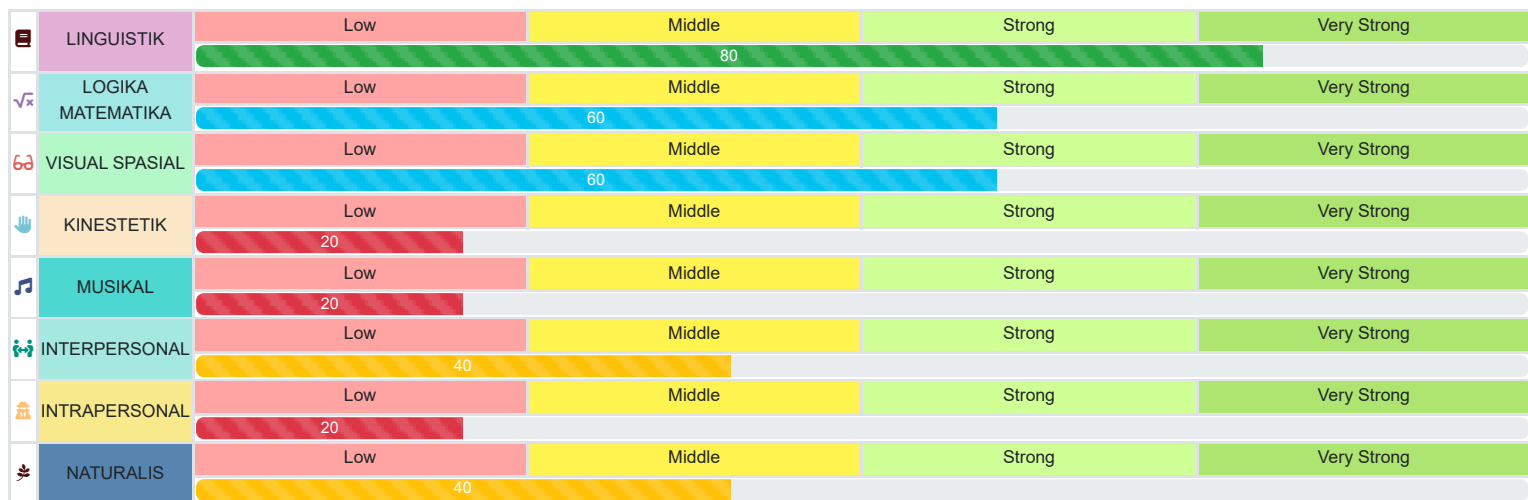 LINGUISTIK Low Middle Strong Very Strong
80
LOGIKA MATEMATIKA Low Middle Strong Very Strong
60
VISUAL SPASIAL Low Middle Strong Very Strong
60
KINESTETIK Low Middle Strong Very Strong
20
MUSIKAL Low Middle Strong Very Strong
20
INTERPERSONAL Low Middle Strong Very Strong
40
INTRAPERSONAL Low Middle Strong Very Strong
20
NATURALIS Low Middle Strong Very Strong
40